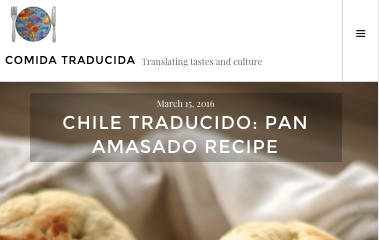 COMIDA TRADUCIDA Translating tastes and culture
March 15, 2016
CHILE TRADUCIDO: PAN
AMASADO RECIPE